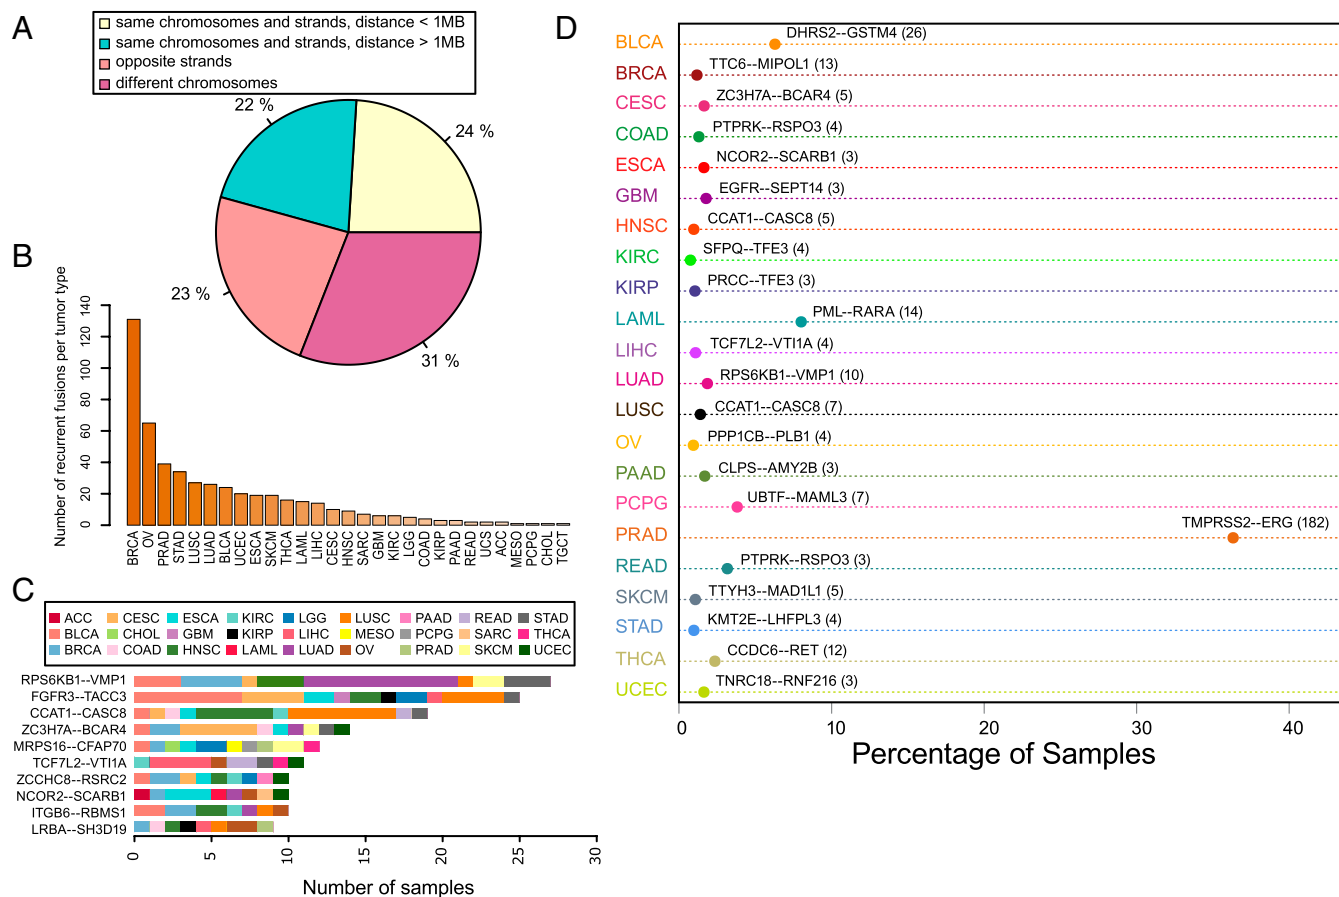 A
same chromosomes and strands, distance < 1MB
same chromosomes and strands, distance > 1MB
opposite strands
different chromosomes
22 %
24 %
23 %
31 %
B
Number of recurrent fusions per tumor type
0
20
40
60
80
100
120
140
BRCA
OV
PRAD
STAD
LUSC
LUAD
BLCA
UCEC
ESCA
SKCM
THCA
LAML
LIHC
CESC
HNSC
SARC
GBM
KIRC
LGG
COAD
KIRP
PAAD
READ
UCS
ACC
MESO
PCPG
CHOL
TGCT
C
ACC CESC ESCA KIRC LGG LUSC PAAD READ STAD
BLCA CHOL GBM KIRP LIHC MESO PCPG SARC THCA
BRCA COAD HNSC LAML LUAD OV PRAD SKCM UCEC
RPS6KB1--VMP1
FGFR3--TACC3
CCAT1--CASC8
ZC3H7A--BCAR4
MRPS16--CFAP70
TCF7L2--VTI1A
ZCCHC8--RSRC2
NCOR2--SCARB1
ITGB6--RBMS1
LRBA--SH3D19
0 5 10 15 20 25 30
Number of samples
D
BLCA DHRS2--GSTM4 (26)
BRCA TTC6--MIPOL1 (13)
CESC ZC3H7A--BCAR4 (5)
COAD PTPRK--RSPO3 (4)
ESCA NCOR2--SCARB1 (3)
GBM EGFR--SEPT14 (3)
HNSC CCAT1--CASC8 (5)
KIRC SFPQ--TFE3 (4)
KIRP PRCC--TFE3 (3)
LAML PML--RARA (14)
LIHC TCF7L2--VTI1A (4)
LUAD RPS6KB1--VMP1 (10)
LUSC CCAT1--CASC8 (7)
OV PPP1CB--PLB1 (4)
PAAD CLPS--AMY2B (3)
PCPG UBTF--MAML3 (7)
PRAD TMPRSS2--ERG (182)
READ PTPRK--RSPO3 (3)
SKCM TTYH3--MAD1L1 (5)
STAD KMT2E--LHFPL3 (4)
THCA CCDC6--RET (12)
UCEC TNRC18--RNF216 (3)
0 10 20 30 40
Percentage of Samples